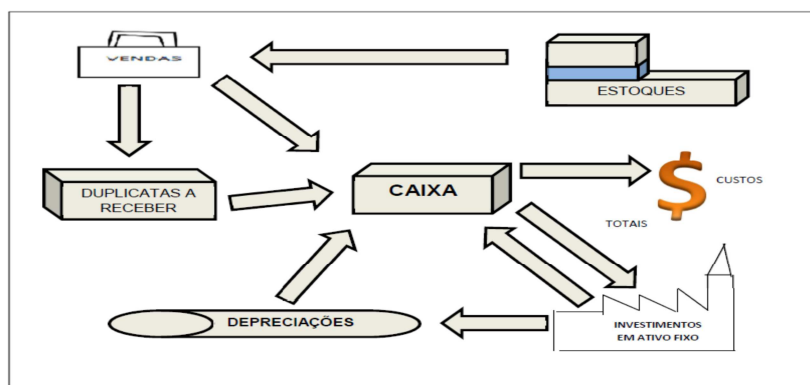 VENDAS
ESTOQUES
DUPLICATAS A
RECEBER
CAIXA
$
CUSTOS
TOTAIS
DEPRECIAÇÕES
INVESTIMENTOS
EM ATIVO FIXO